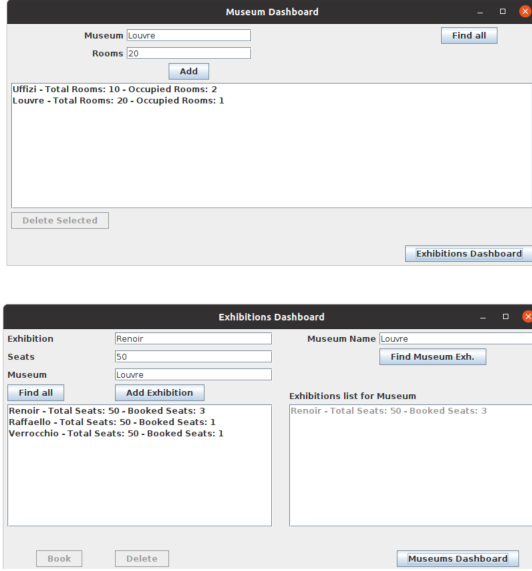 Museum Dashboard
Museum Louvre Find all
Rooms 20
Add
Uffizi - Total Rooms: 10 - Occupied Rooms: 2
Louvre - Total Rooms: 20 - Occupied Rooms: 1
Delete Selected
Exhibitions Dashboard
Exhibitions Dashboard
Exhibition Renoir Museum Name Louvre
Seats 50 Find Museum Exh.
Museum Louvre
Find all Add Exhibition Exhibitions list for Museum
Renoir - Total Seats: 50 - Booked Seats: 3 Renoir - Total Seats: 50 - Booked Seats: 3
Raffaello - Total Seats: 50 - Booked Seats: 1
Verrocchio - Total Seats: 50 - Booked Seats: 1
Book Delete Museums Dashboard